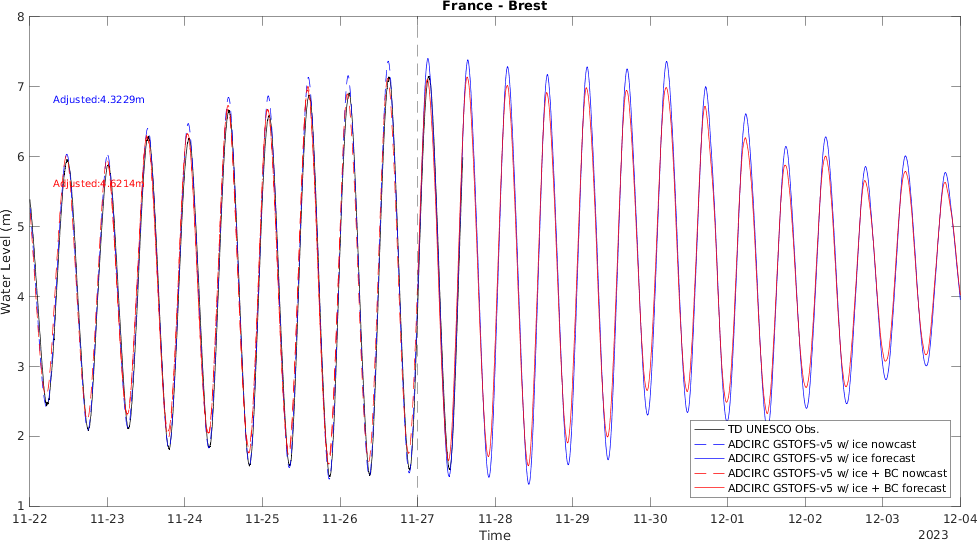 France - Brest
8
7
6
5
4
3
2
1
Water Level (m)
Adjusted:4.3229m
Adjusted:4.6214m
TD UNESCO Obs.
ADCIRC GSTOFS-v5 w/ ice nowcast
ADCIRC GSTOFS-v5 w/ ice forecast
ADCIRC GSTOFS-v5 w/ ice + BC nowcast
ADCIRC GSTOFS-v5 w/ ice + BC forecast
11-22 11-23 11-24 11-25 11-26 11-27 11-28 11-29 11-30 12-01 12-02 12-03 12-04
Time
2023